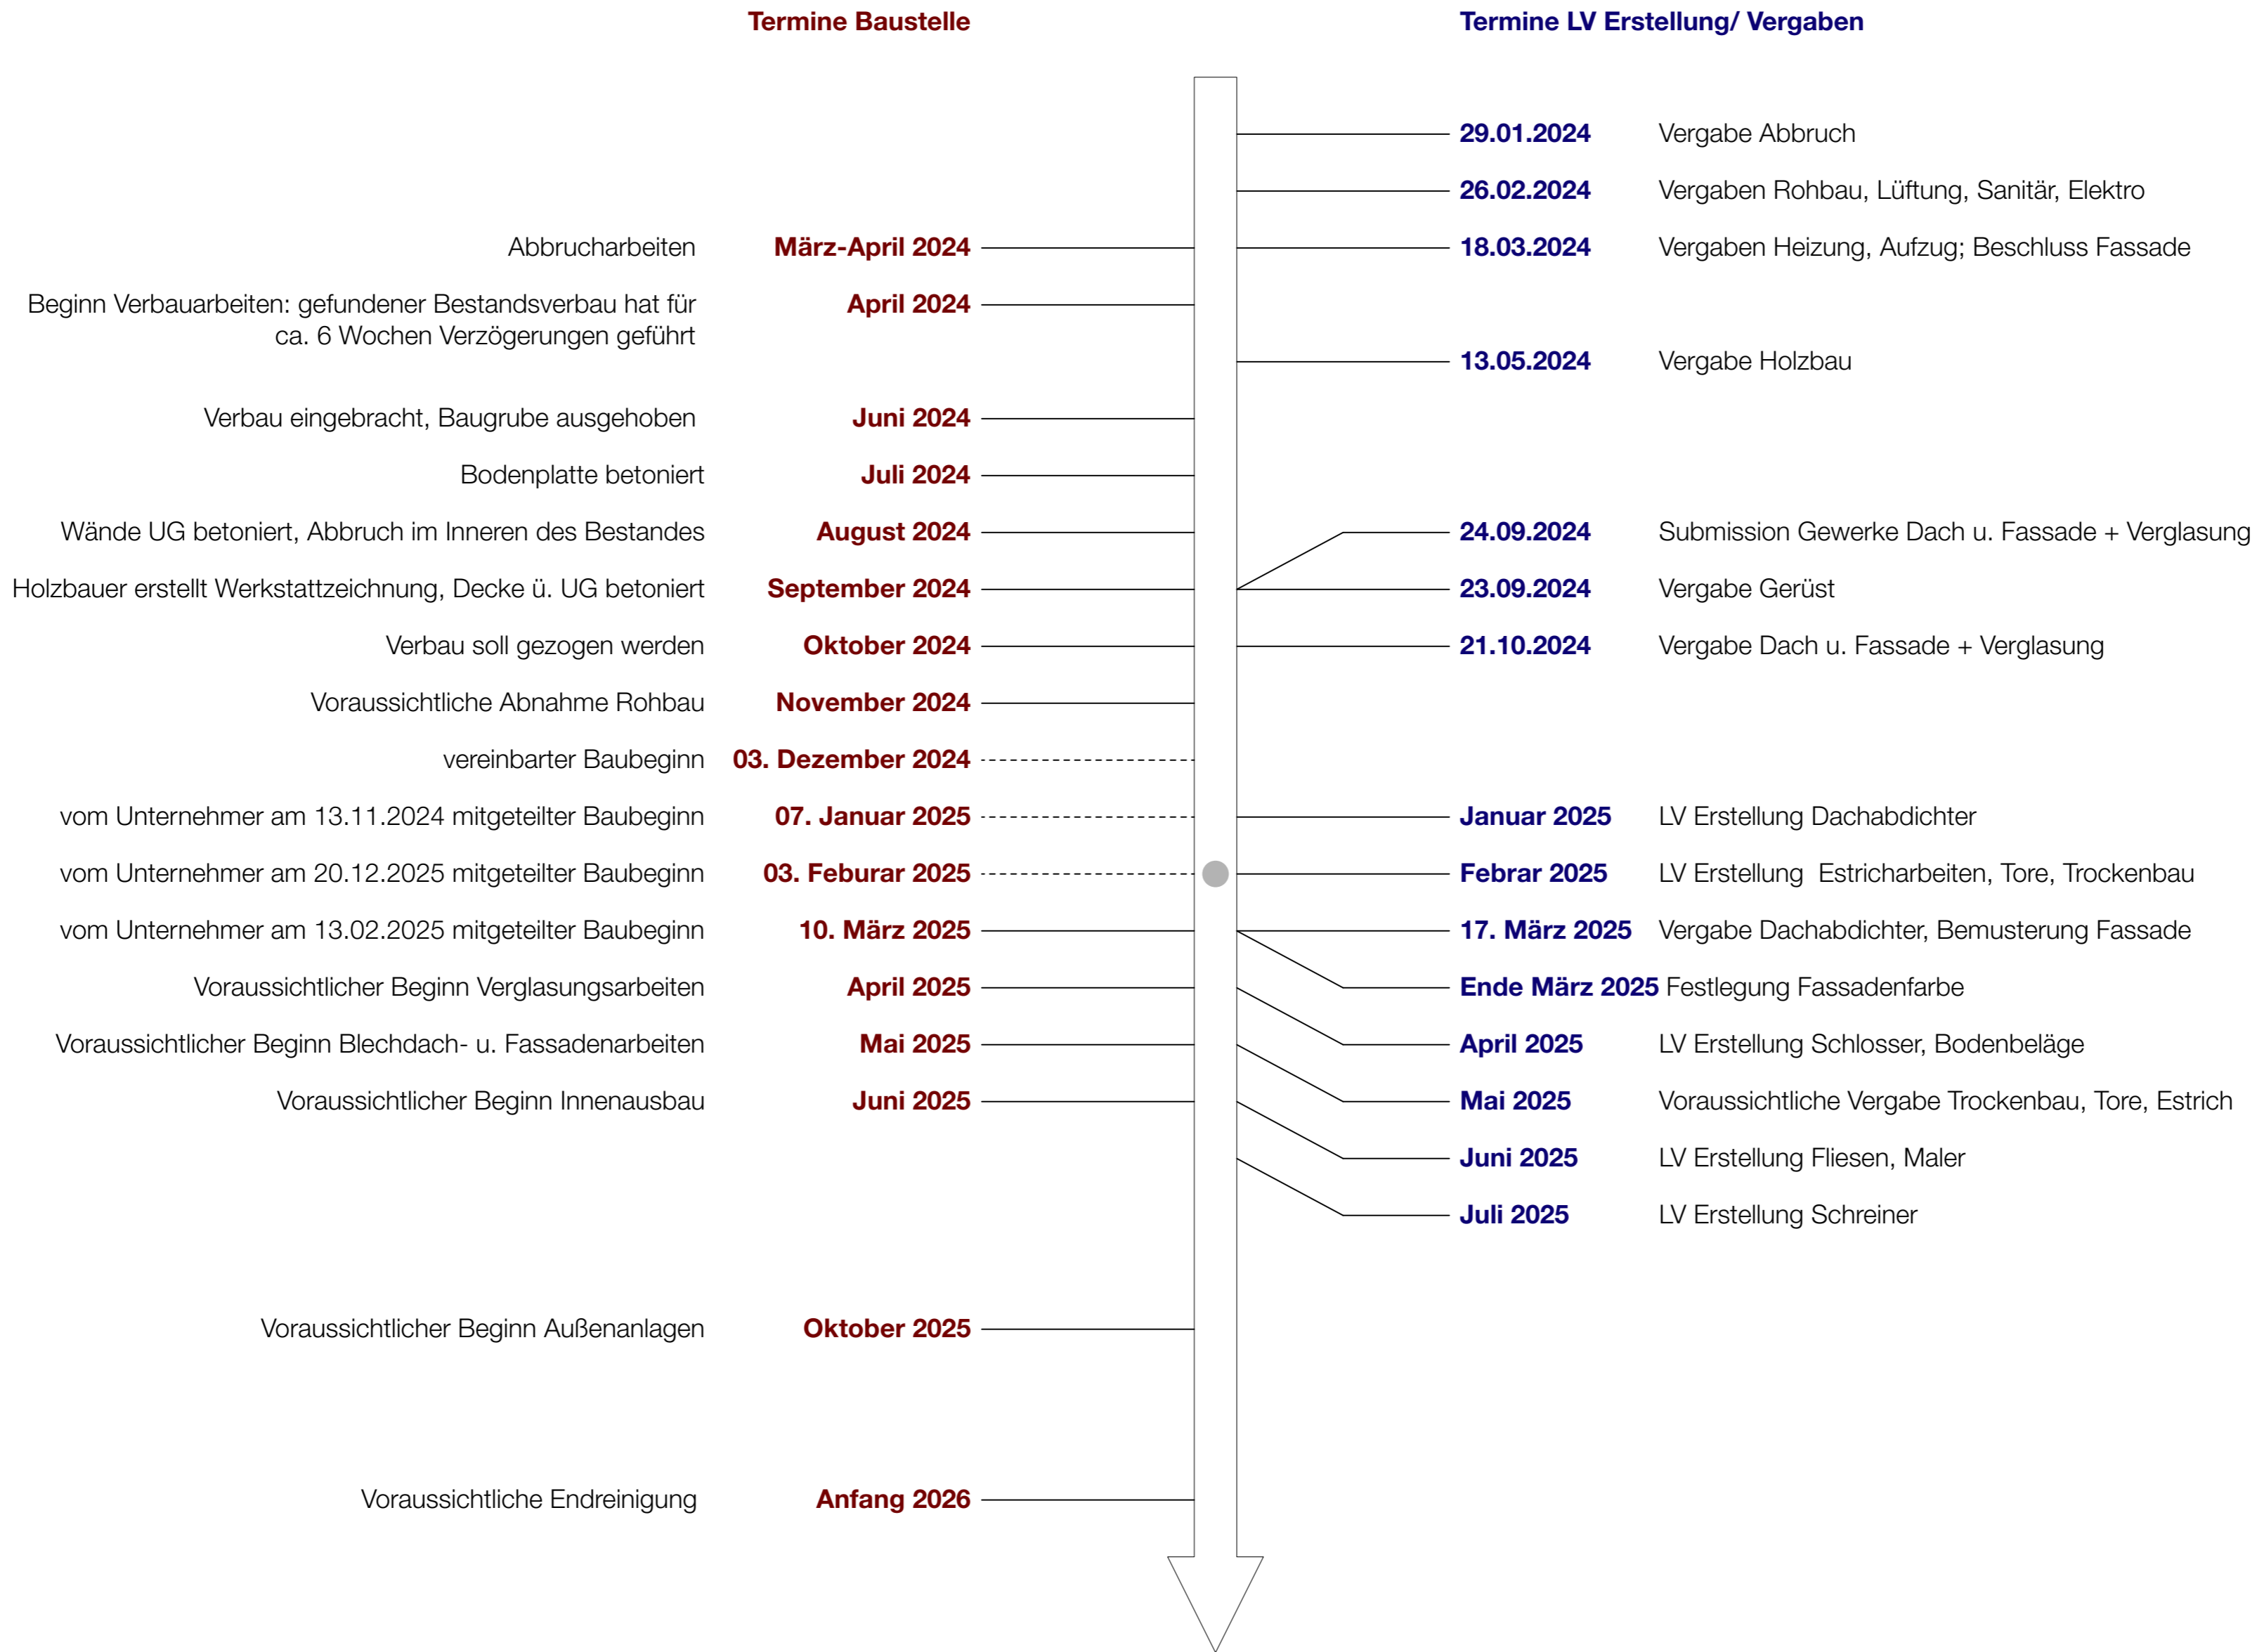 Termine Baustelle
Termine LV Erstellung/ Vergaben
29.01.2024 Vergabe Abbruch
26.02.2024 Vergaben Rohbau, Lüftung, Sanitär, Elektro
Abbrucharbeiten März-April 2024
18.03.2024 Vergaben Heizung, Aufzug; Beschluss Fassade
Beginn Verbauarbeiten: gefundener Bestandsverbau hat für April 2024
ca. 6 Wochen Verzögerungen geführt
13.05.2024 Vergabe Holzbau
Verbau eingebracht, Baugrube ausgehoben Juni 2024
Bodenplatte betoniert Juli 2024
Wände UG betoniert, Abbruch im Inneren des Bestandes August 2024
24.09.2024 Submission Gewerke Dach u. Fassade + Verglasung
Holzbauer erstellt Werkstattzeichnung, Decke ü. UG betoniert September 2024
23.09.2024 Vergabe Gerüst
Verbau soll gezogen werden Oktober 2024
21.10.2024 Vergabe Dach u. Fassade + Verglasung
Voraussichtliche Abnahme Rohbau November 2024
vereinbarter Baubeginn 03. Dezember 2024
vom Unternehmer am 13.11.2024 mitgeteilter Baubeginn 07. Januar 2025
Januar 2025 LV Erstellung Dachabdichter
vom Unternehmer am 20.12.2025 mitgeteilter Baubeginn 03. Feburar 2025
Febrar 2025 LV Erstellung  Estricharbeiten, Tore, Trockenbau
vom Unternehmer am 13.02.2025 mitgeteilter Baubeginn 10. März 2025
17. März 2025 Vergabe Dachabdichter, Bemusterung Fassade
Voraussichtlicher Beginn Verglasungsarbeiten April 2025
Ende März 2025 Festlegung Fassadenfarbe
Voraussichtlicher Beginn Blechdach- u. Fassadenarbeiten Mai 2025
April 2025 LV Erstellung Schlosser, Bodenbeläge
Voraussichtlicher Beginn Innenausbau Juni 2025
Mai 2025 Voraussichtliche Vergabe Trockenbau, Tore, Estrich
Juni 2025 LV Erstellung Fliesen, Maler
Juli 2025 LV Erstellung Schreiner
Voraussichtlicher Beginn Außenanlagen Oktober 2025
Voraussichtliche Endreinigung Anfang 2026